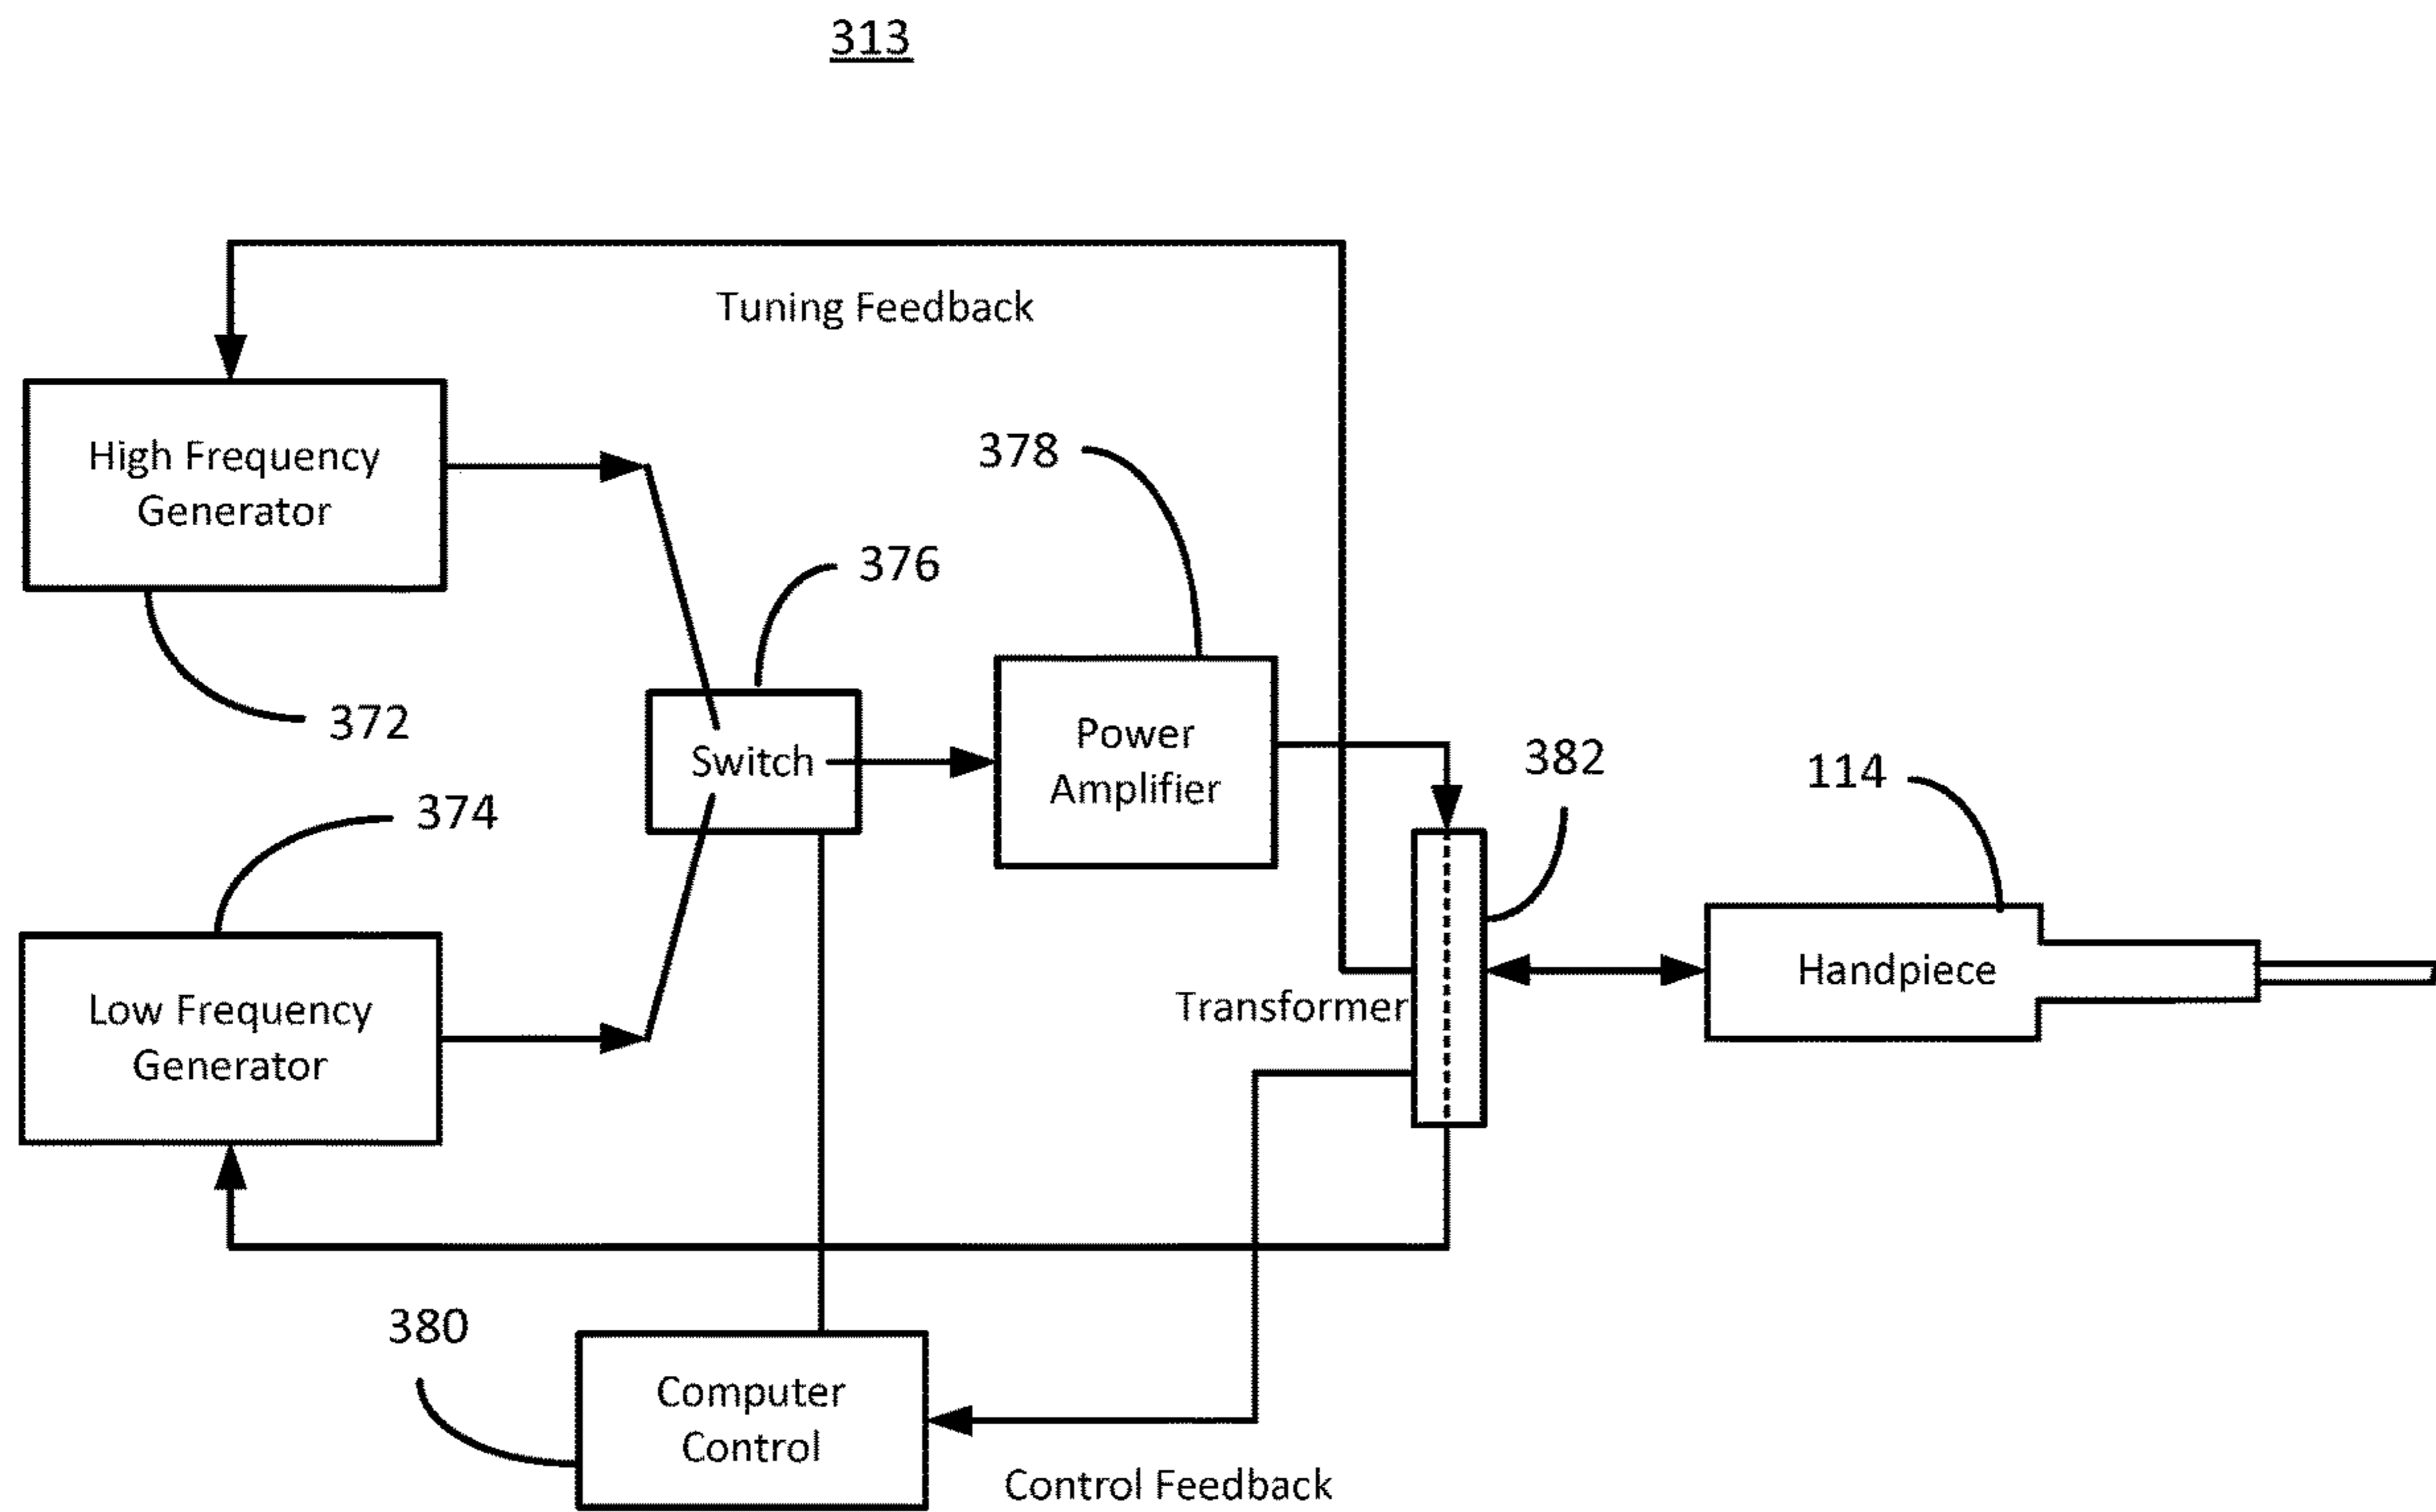 313
Tuning Feedback
High Frequency
Generator
378
376
372
Switch
Power
Amplifier
382
114
374
Handpiece
Transformer
Low Frequency
Generator
380
Computer
Control
Control Feedback